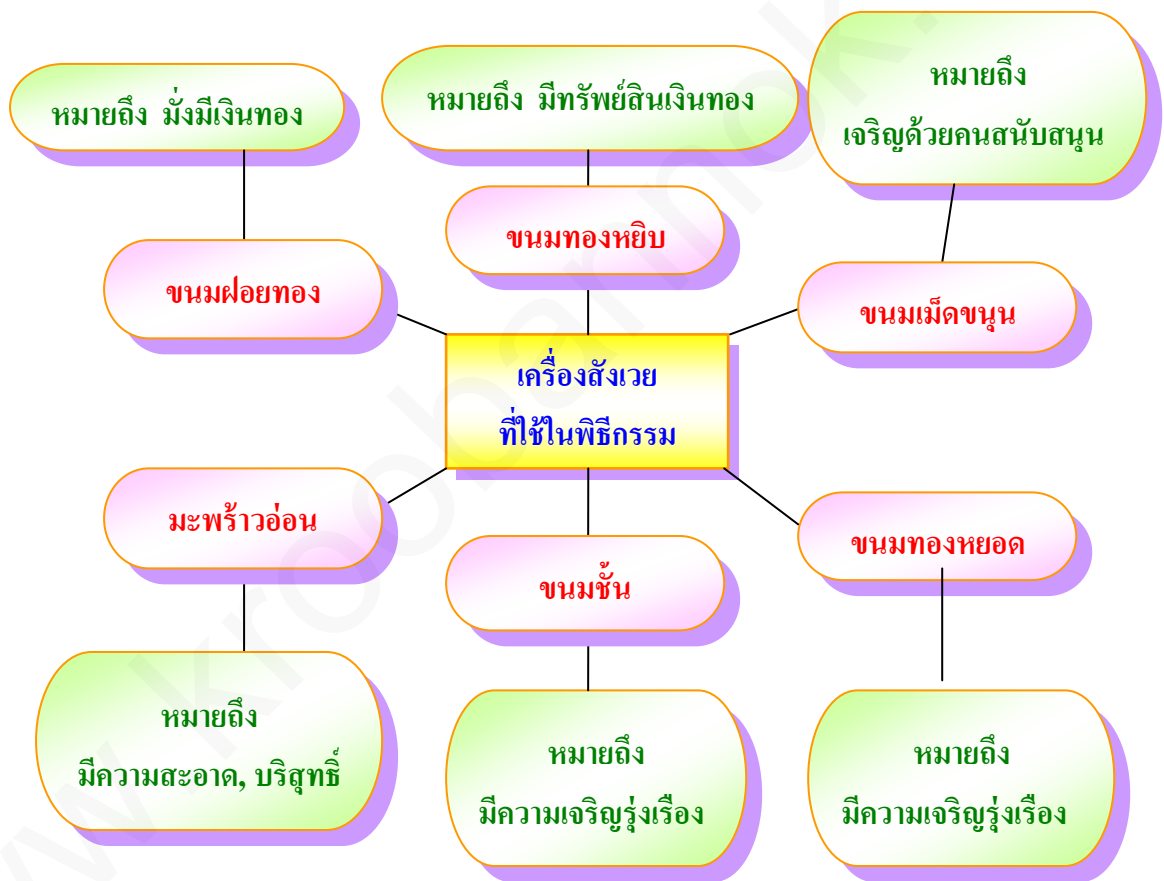 หมายถึง มั่งมีเงินทอง
หมายถึง มีทรัพย์สินเงินทอง
หมายถึง
เจริญด้วยคนสนับสนุน
ขนมฝอยทอง
ขนมทองหยิบ
ขนมเม็ดขนุน
เครื่องสังเวย
ที่ใช้ในพิธีกรรม
มะพร้าวอ่อน
ขนมชั้น
ขนมทองหยอด
หมายถึง
มีความสะอาด, บริสุทธิ์
หมายถึง
มีความเจริญรุ่งเรือง
หมายถึง
มีความเจริญรุ่งเรือง